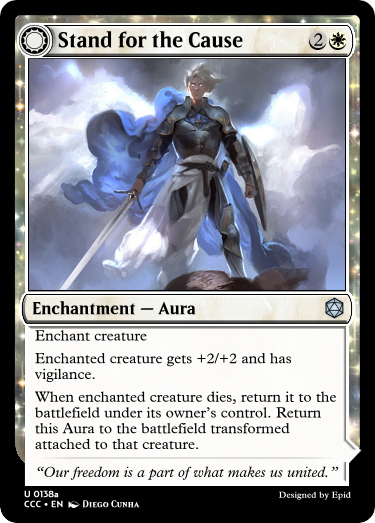 Stand for the Cause 2
Enchantment — Aura
Enchant creature
Enchanted creature gets +2/+2 and has
vigilance.
When enchanted creature dies, return it to the
battlefield under its owner's control. Return
this Aura to the battlefield transformed
attached to that creature.
“Our freedom is a part of what makes us united.”
U 0138a
Designed by Epid
CCC • EN Diego Cunha